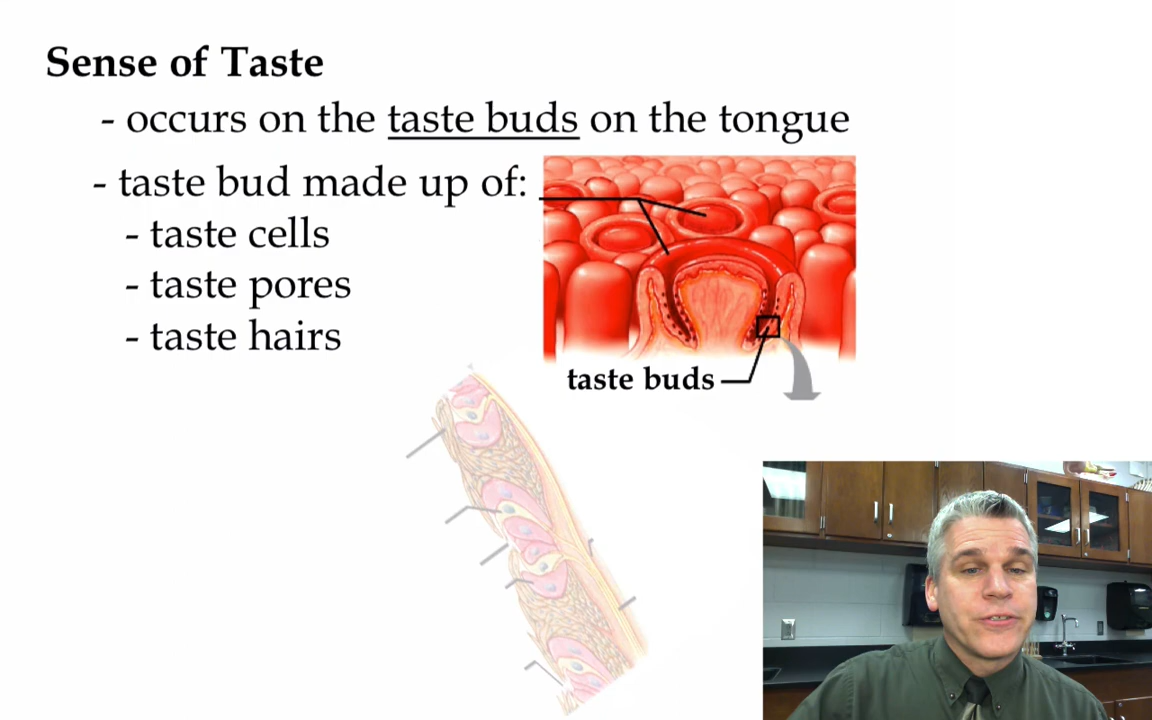 Sense of Taste
- occurs on the taste buds on the tongue
- taste bud made up of:
- taste cells
- taste pores
- taste hairs
taste buds